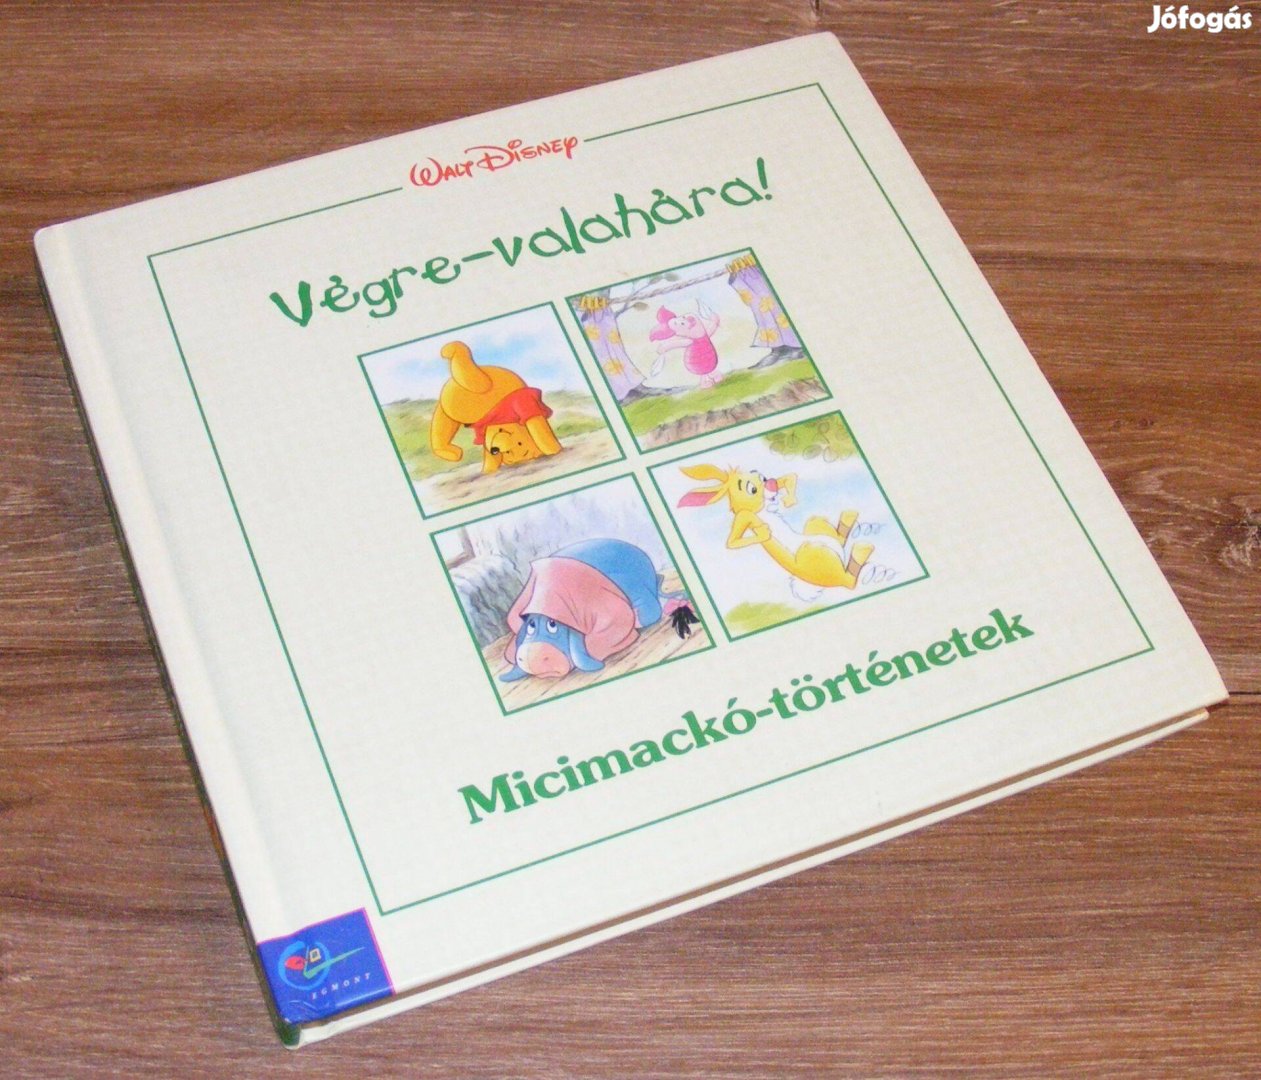 Jófogás
WALT DISNEY
Végre-valahára!
Micimackó-történetek
EGMONT